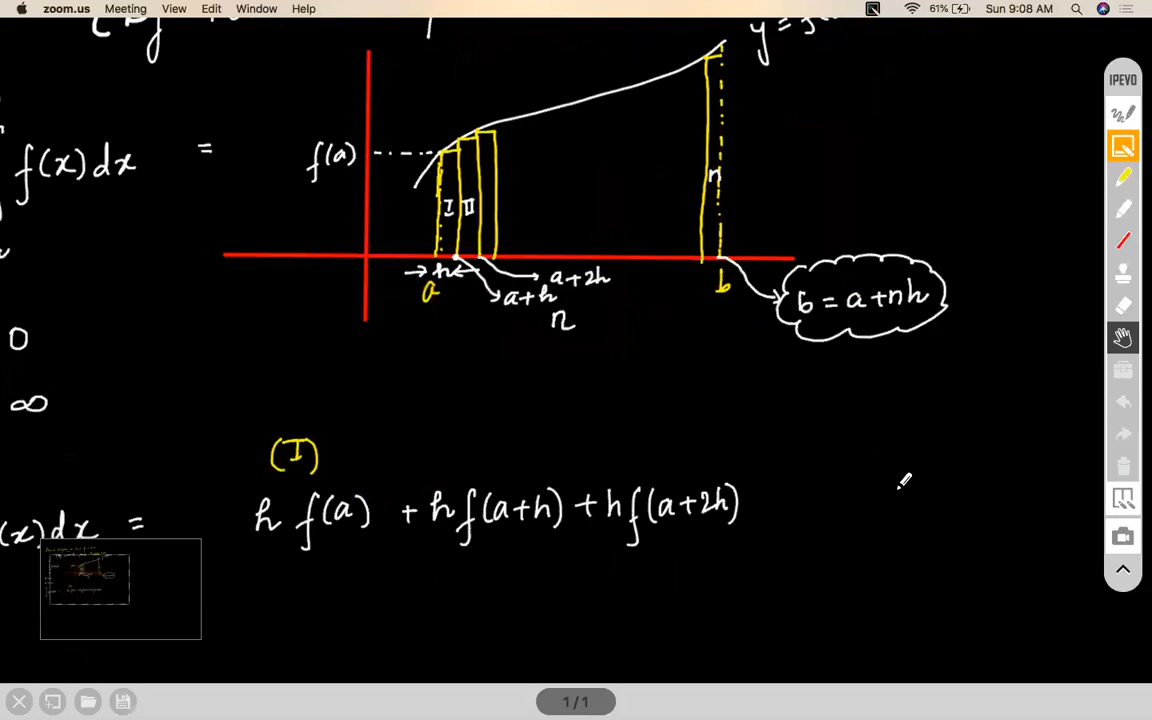 zoom.us Meeting View Window Help 61% Sun 9:08 AM
IPEVO
f(a)
f(x)dx =
I II n
h a+2h
a a+h b
n
b = a+nh
0
∞
(I)
(x)dx = h f(a) + h f(a+h) + h f(a+2h)
1/1